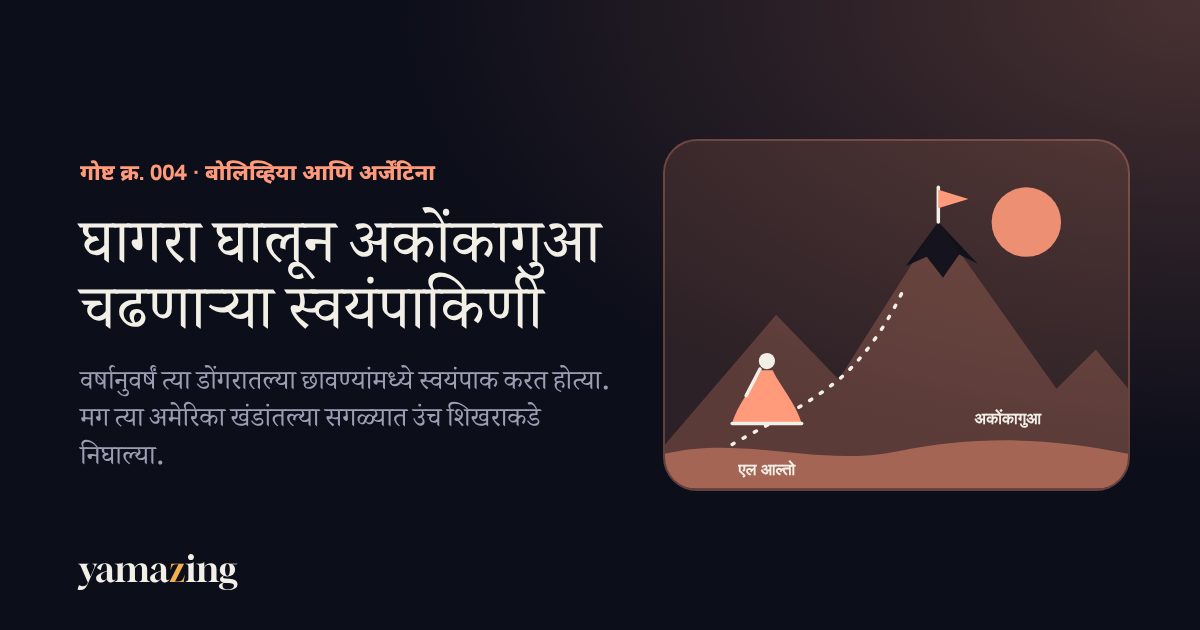 गोष्ट क्र. 004 · बोलिव्हिया आणि अर्जेंटिना
घागरा घालून अकोंकागुआ
चढणाऱ्या स्वयंपाकिणी
वर्षानुवर्षं त्या डोंगरातल्या छावण्यांमध्ये स्वयंपाक करत होत्या.
मग त्या अमेरिका खंडांतल्या सगळ्यात उंच शिखराकडे
निघाल्या.
अकोंकागुआ
एल आल्तो
yamazing